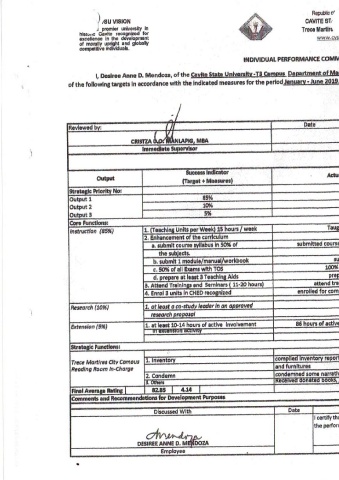 SU VISION
premier university in
historic Cavite recognized for
excellence in the development
of morally upright and globally
competitive individuals.
Republic of
CAVITE ST
Trece Martires
INDIVIDUAL PERFORMANCE COMM
I, Desiree Anne D. Mendoza, of the Cavite State University -T3 Campus Department of Ma
of the following targets in accordance with the indicated measures for the period January - June 2019.
Reviewed by: Date
MANLAPIG, MBA
Immediate Supervisor
Output Success Indicator (Target + Measures) Actu
Strategic Priority No:
Output 1 85%
Output 2 10%
Output 3 5%
Core Functions:
Instruction (85%) 1. (Teaching Units per Week) 15 hours / week Taug
2. Enhancement of the curriculum
a. submit course syllabus in 50% of submitted course
the subjects.
b. submit 1 module/manual/workbook su
c. 50% of all Exams with TOS 100%
d. prepare at least 3 Teaching Aids prep
3. Attend Trainings and Seminars (11-20 hours) attend tra
4. Enrol 3 units in CHED recognized enrolled for com
Research (10%) 1. at least a co-study leader in an approved
research proposal
Extension (5%) 1. at least 10-14 hours of active involvement 86 hours of active
in extension activity
Strategic Functions:
Trece Martires City Campus
Reading Room In-Charge
1. Inventory complied inventory report
and furnitures
2. Condemn condemned some narrati
3. Others Received donated books,
Final Average Rating 82.85 4.14
Comments and Recommendations for Development Purposes
Discussed With Date
I certify tha
the perfor
DESIREE ANNE D. MENDOZA
Employee